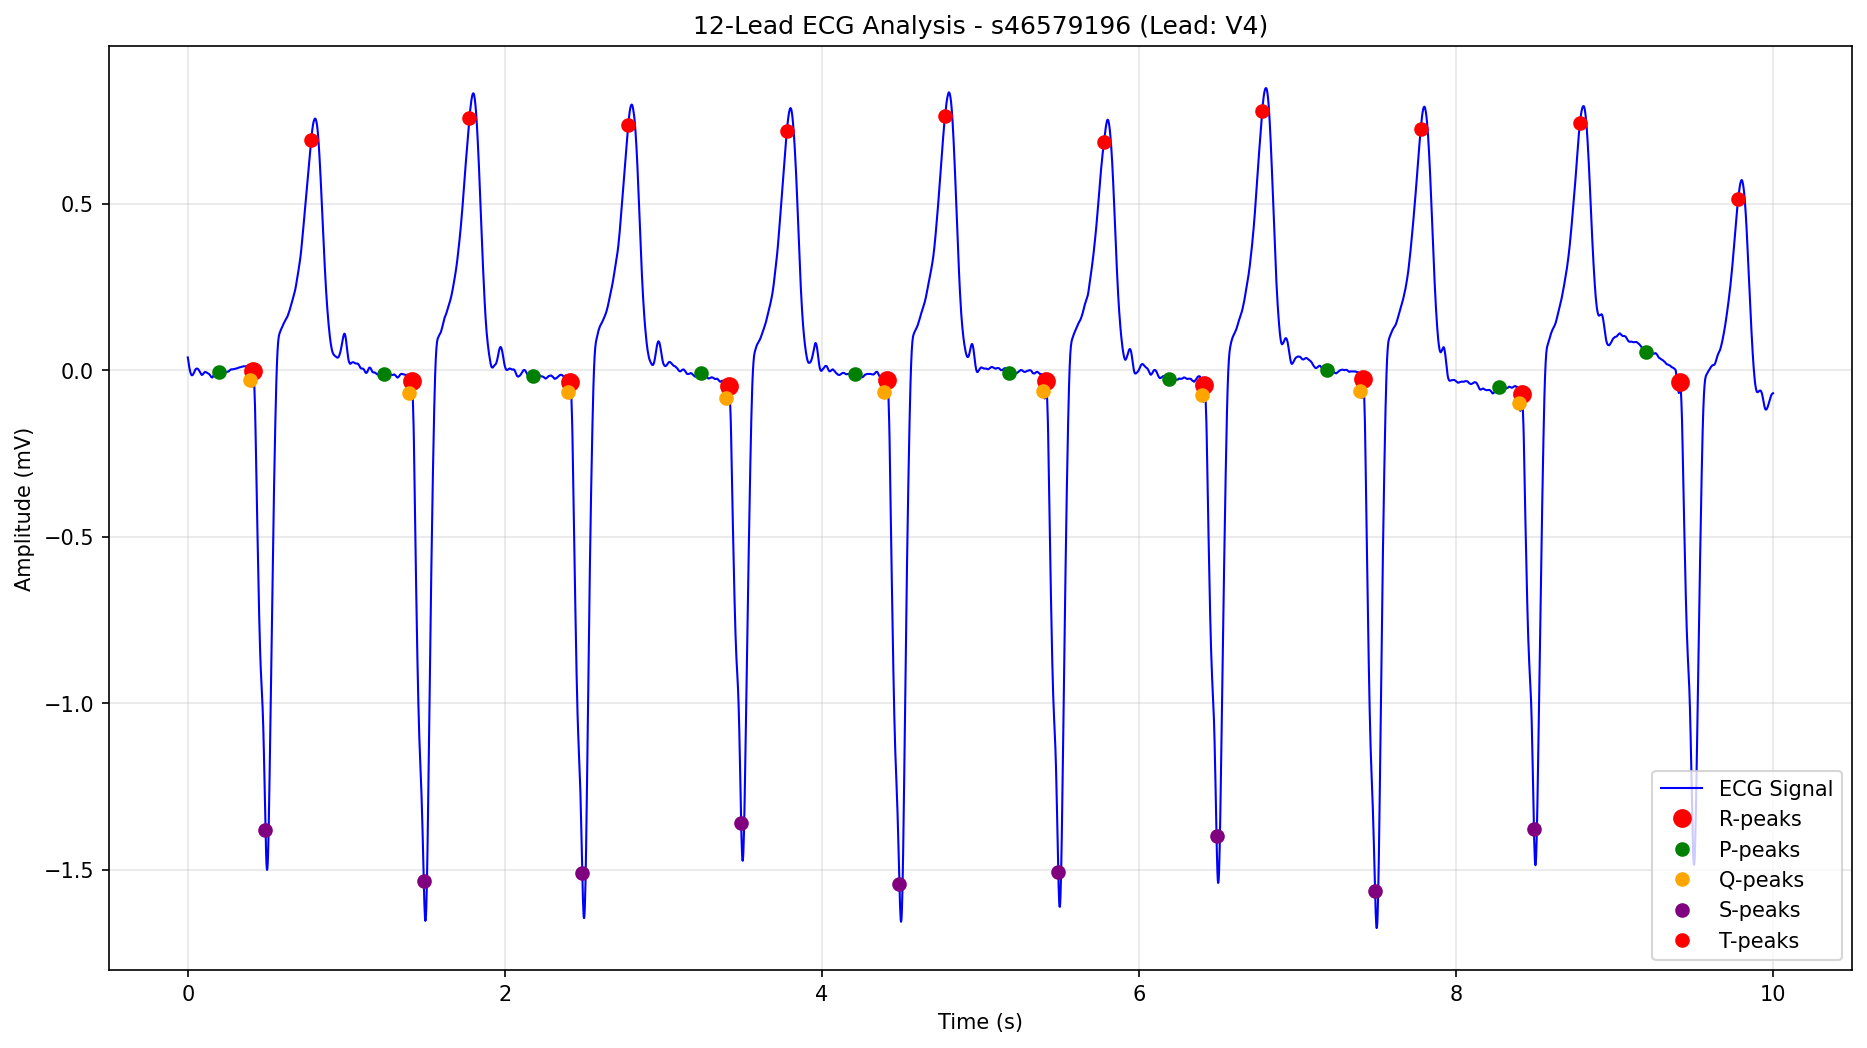 12-Lead ECG Analysis - s46579196 (Lead: V4)
Amplitude (mV)
0.5
0.0
−0.5
−1.0
−1.5
0 2 4 6 8 10
Time (s)
ECG Signal
R-peaks
P-peaks
Q-peaks
S-peaks
T-peaks